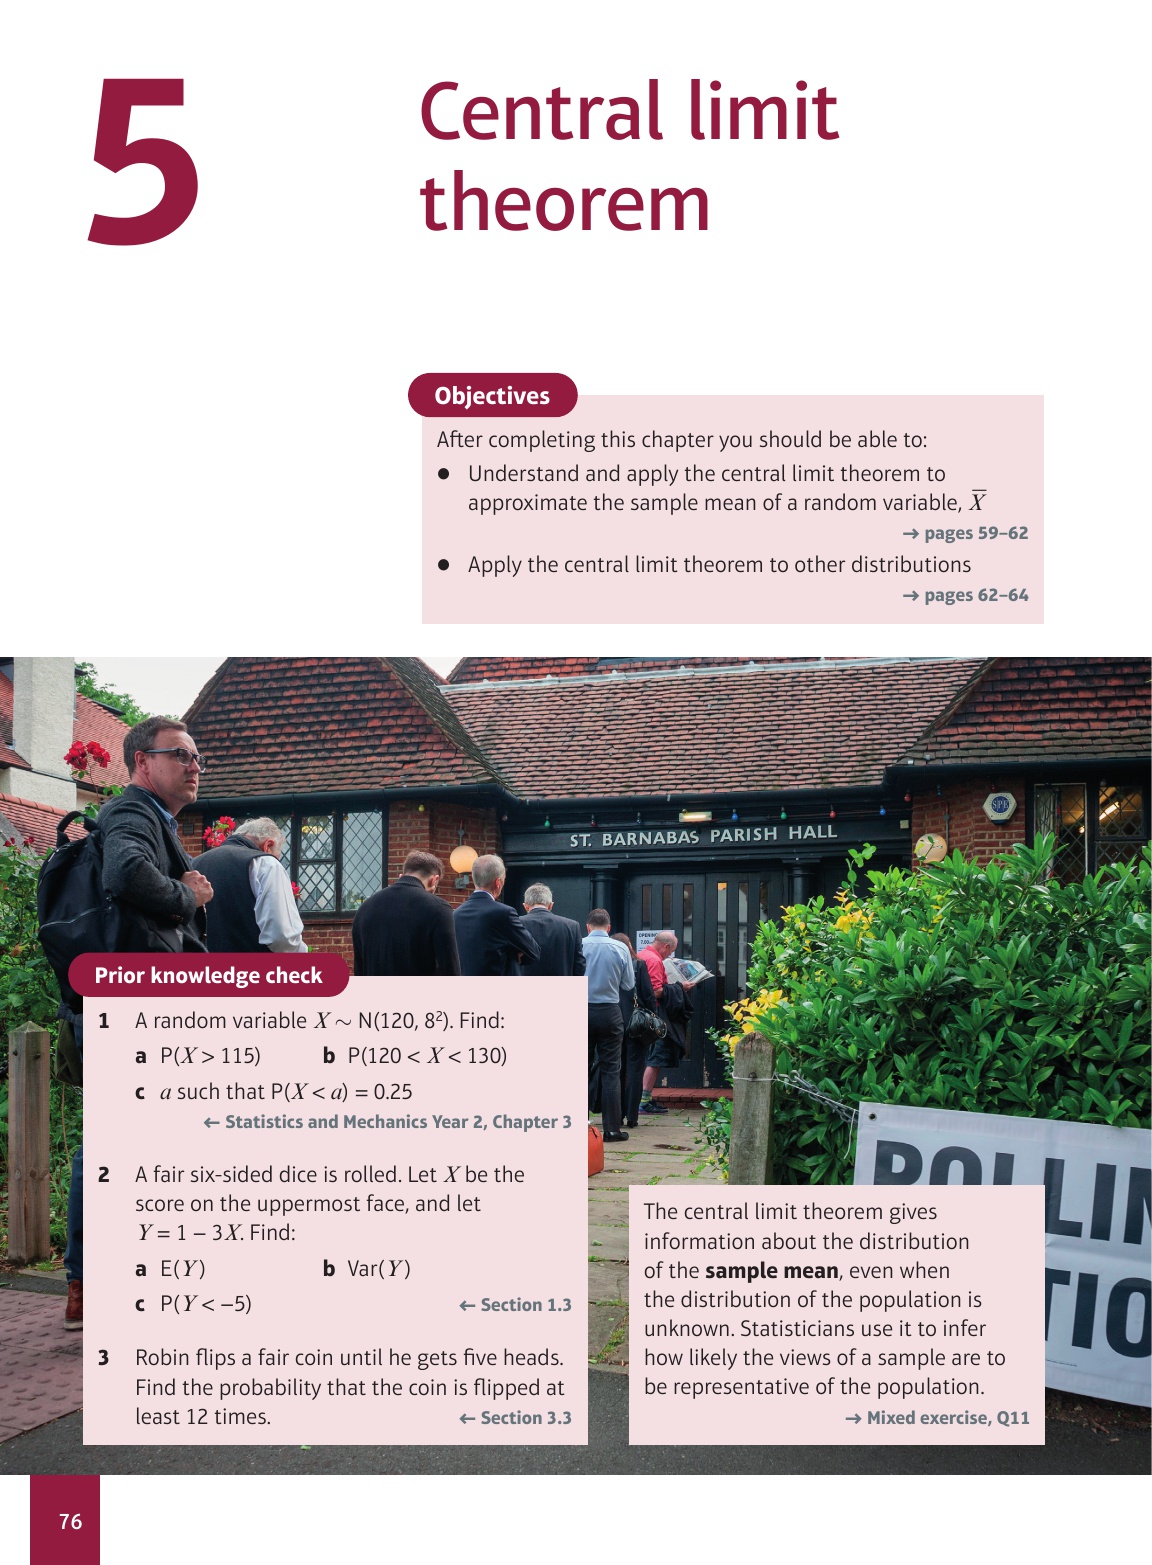 5
Central limit
theorem
Objectives
After completing this chapter you should be able to:
● Understand and apply the central limit theorem to
approximate the sample mean of a random variable, X̅
→ pages 59–62
● Apply the central limit theorem to other distributions
→ pages 62–64
ST. BARNABAS PARISH HALL
SPE
OPENING
7.00
Prior knowledge check
1 A random variable X ~ N(120, 8²). Find:
a P(X > 115) b P(120 < X < 130)
c a such that P(X < a) = 0.25
← Statistics and Mechanics Year 2, Chapter 3
2 A fair six-sided dice is rolled. Let X be the
score on the uppermost face, and let
Y = 1 – 3X. Find:
a E(Y) b Var(Y)
c P(Y < –5) ← Section 1.3
3 Robin flips a fair coin until he gets five heads.
Find the probability that the coin is flipped at
least 12 times. ← Section 3.3
POLLIN
TIO
The central limit theorem gives
information about the distribution
of the sample mean, even when
the distribution of the population is
unknown. Statisticians use it to infer
how likely the views of a sample are to
be representative of the population.
→ Mixed exercise, Q11
76